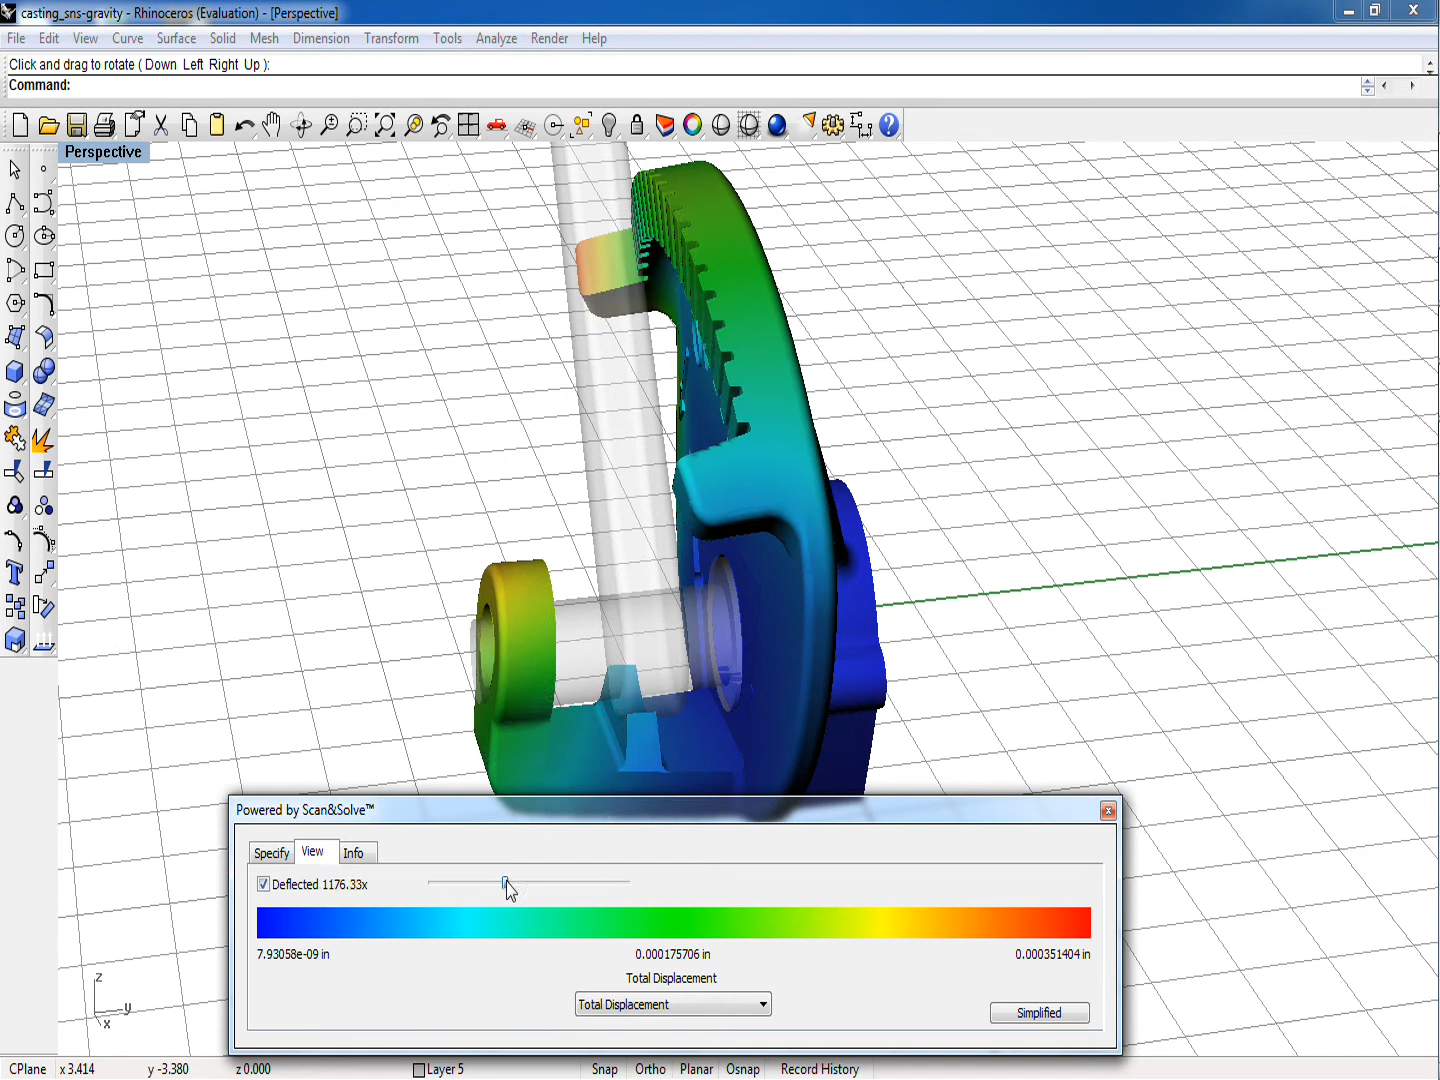 casting_sns-gravity - Rhinoceros (Evaluation) - [Perspective]
File Edit View Curve Surface Solid Mesh Dimension Transform Tools Analyze Render Help
Click and drag to rotate ( Down Left Right Up ):
Command:
Perspective
Powered by Scan&Solve™
Specify View Info
Deflected 1176.33x
7.93058e-09 in 0.000175706 in 0.000351404 in
Total Displacement
Total Displacement
Simplified
z
y
x
CPlane x 3.414 y -3.380 z 0.000 Layer 5 Snap Ortho Planar Osnap Record History